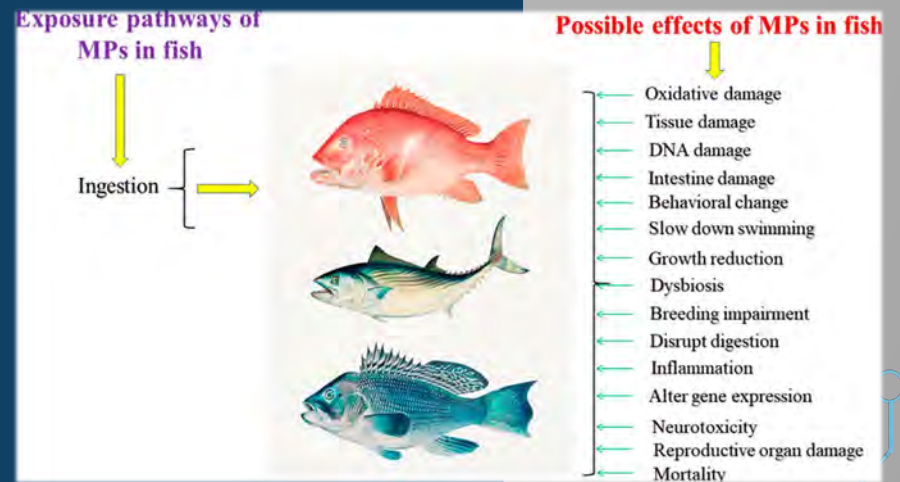 Exposure pathways of
MPs in fish
Ingestion
Possible effects of MPs in fish
Oxidative damage
Tissue damage
DNA damage
Intestine damage
Behavioral change
Slow down swimming
Growth reduction
Dysbiosis
Breeding impairment
Disrupt digestion
Inflammation
Alter gene expression
Neurotoxicity
Reproductive organ damage
Mortality